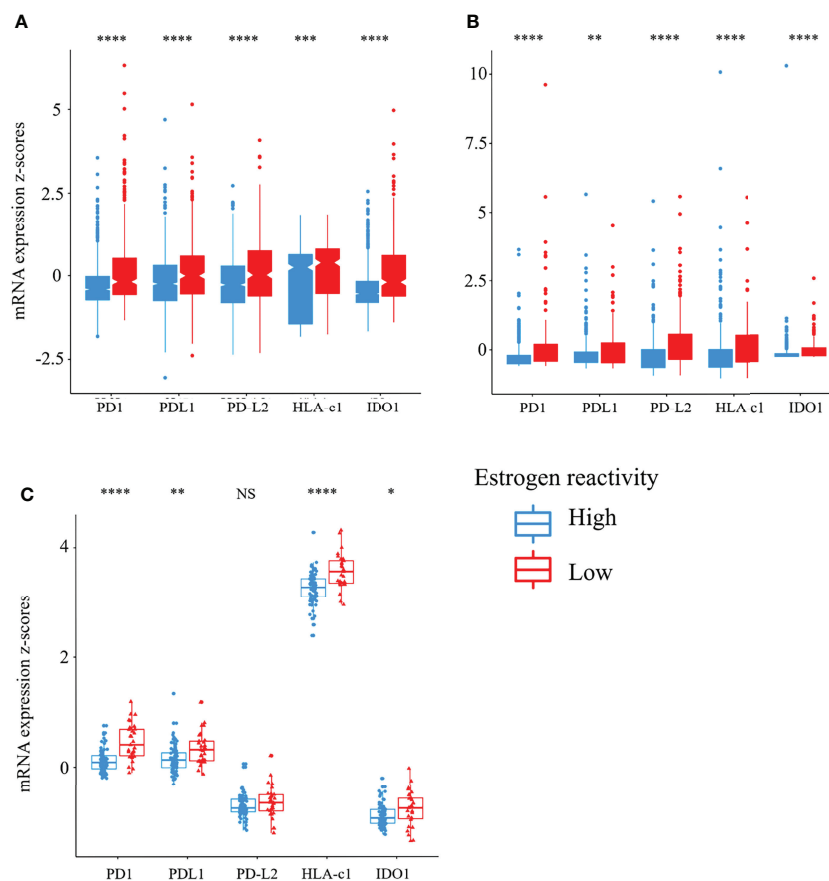 A
**** **** **** *** ****
mRNA expression z-scores
5
2.5
0
-2.5
PD1 PDL1 PD-L2 HLA-c1 IDO1
B
**** ** **** **** ****
10
7.5
5
2.5
0
PD1 PDL1 PD L2 HLA c1 IDO1
C
**** ** NS **** *
mRNA expression z-scores
4
2
0
PD1 PDL1 PD-L2 HLA-c1 IDO1
Estrogen reactivity
High
Low